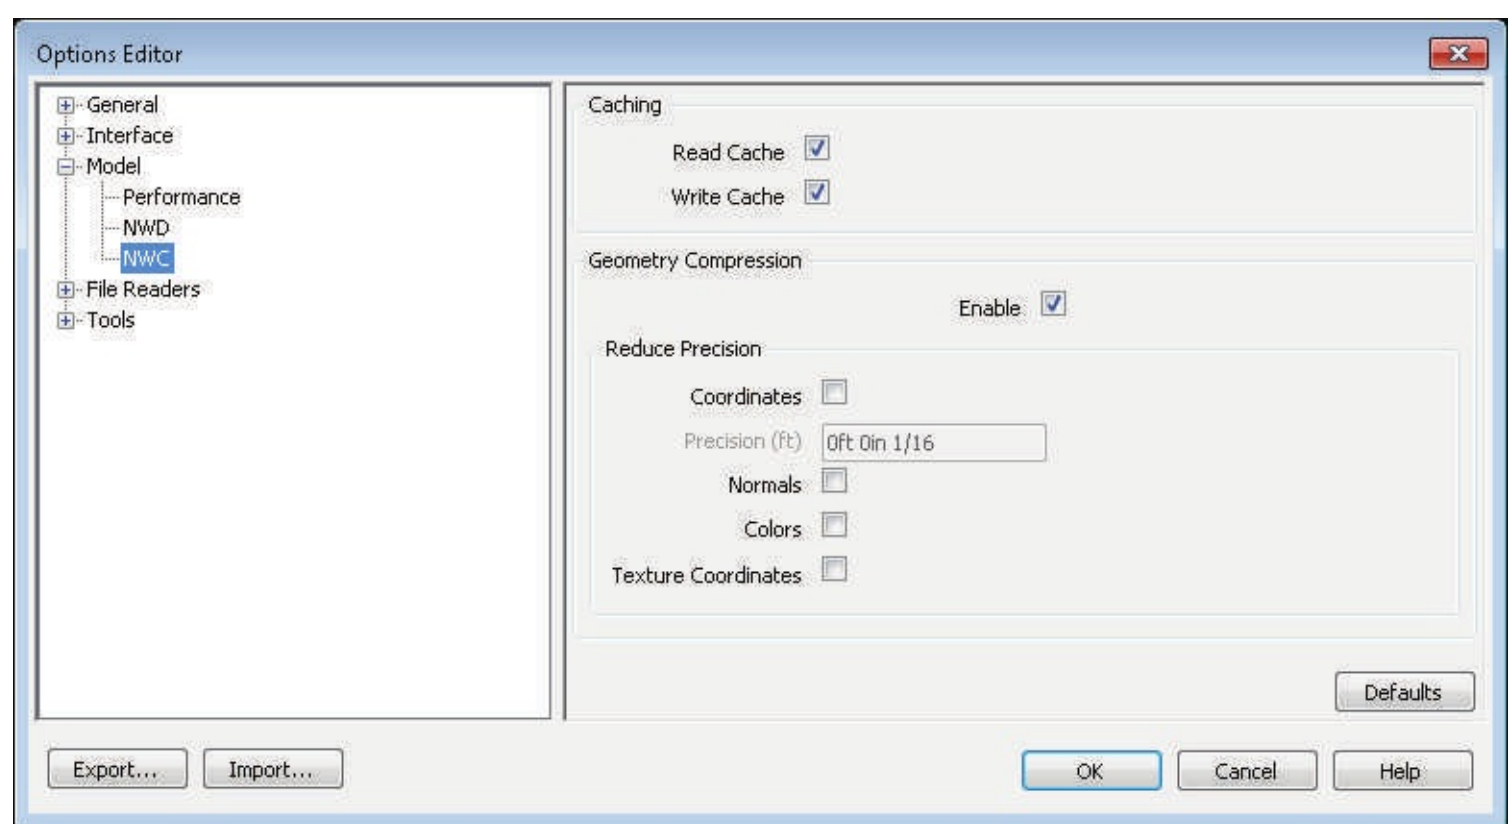 Options Editor
General
Interface
Model
Performance
NWD
NWC
File Readers
Tools
Caching
Read Cache
Write Cache
Geometry Compression
Enable
Reduce Precision
Coordinates
Precision (ft) 0ft 0in 1/16
Normals
Colors
Texture Coordinates
Defaults
Export... Import... OK Cancel Help